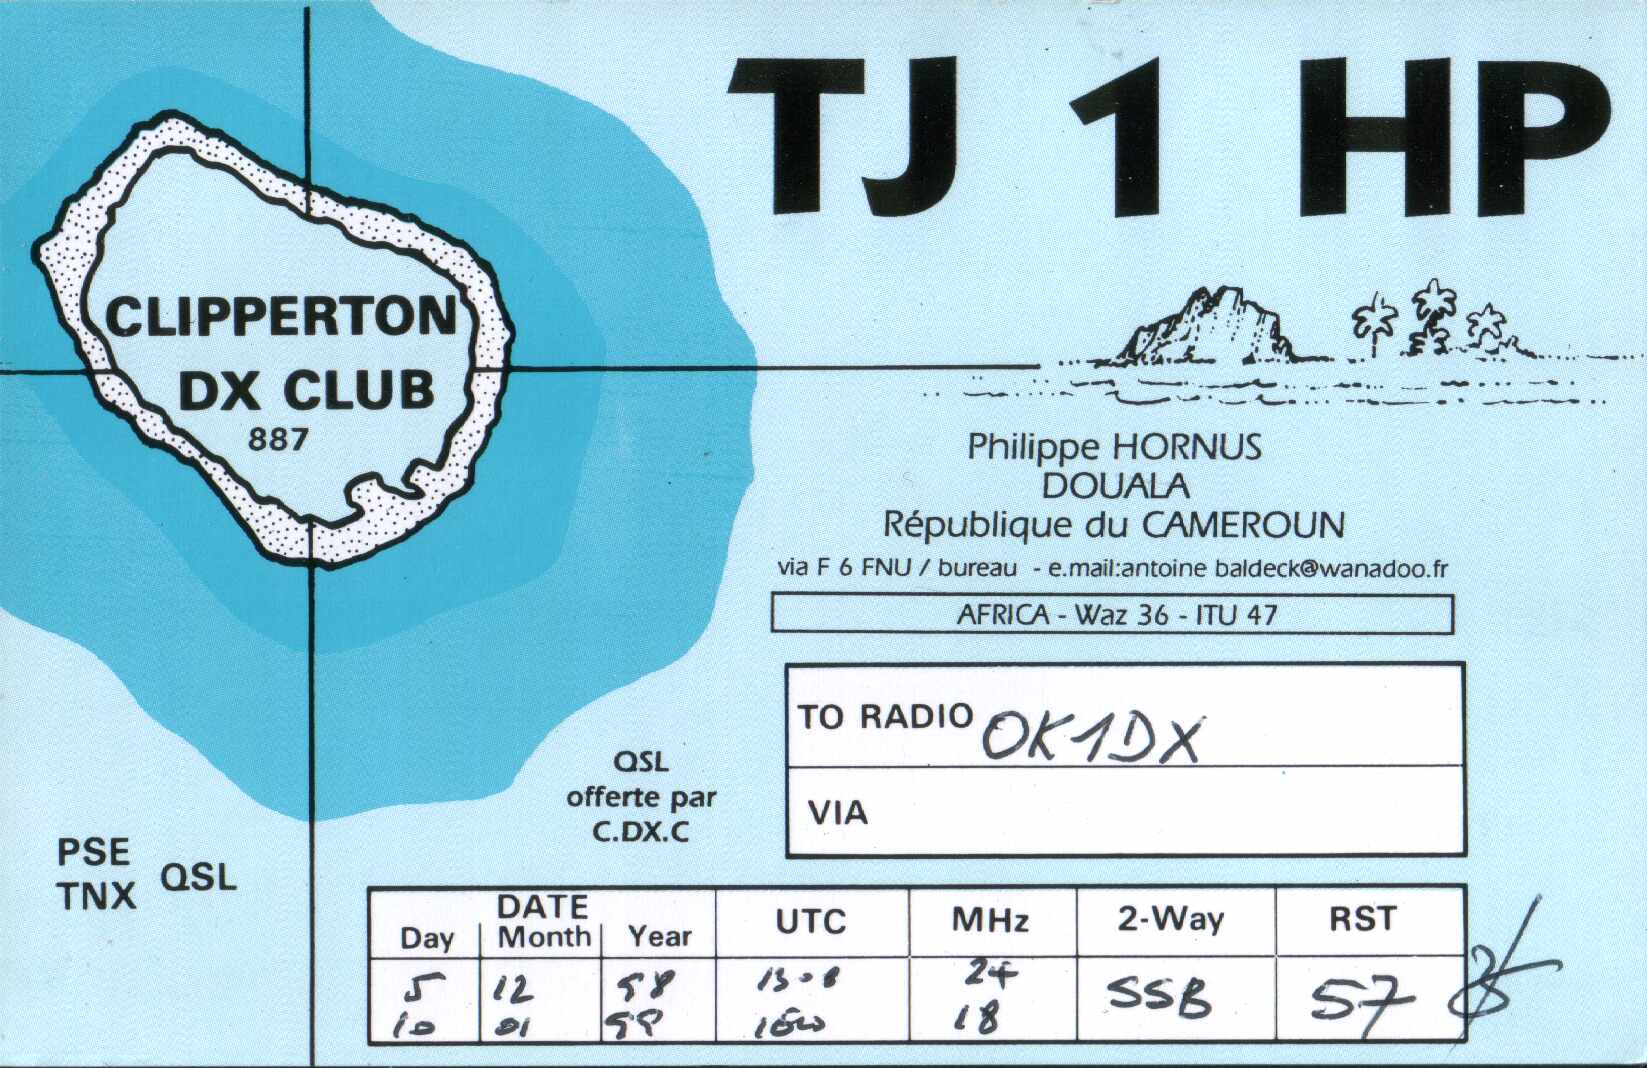 TJ 1 HP
CLIPPERTON
DX CLUB
887
Philippe HORNUS
DOUALA
République du CAMEROUN
via F 6 FNU / bureau - e.mail:antoine baldeck@wanadoo.fr
AFRICA - Waz 36 - ITU 47
TO RADIO OK1DX
VIA
QSL
offerte par
C.DX.C
PSE
TNX QSL
DATE
Day Month Year UTC MHz 2-Way RST
5 12 98 1308 24 SSB 57
10 01 99 18